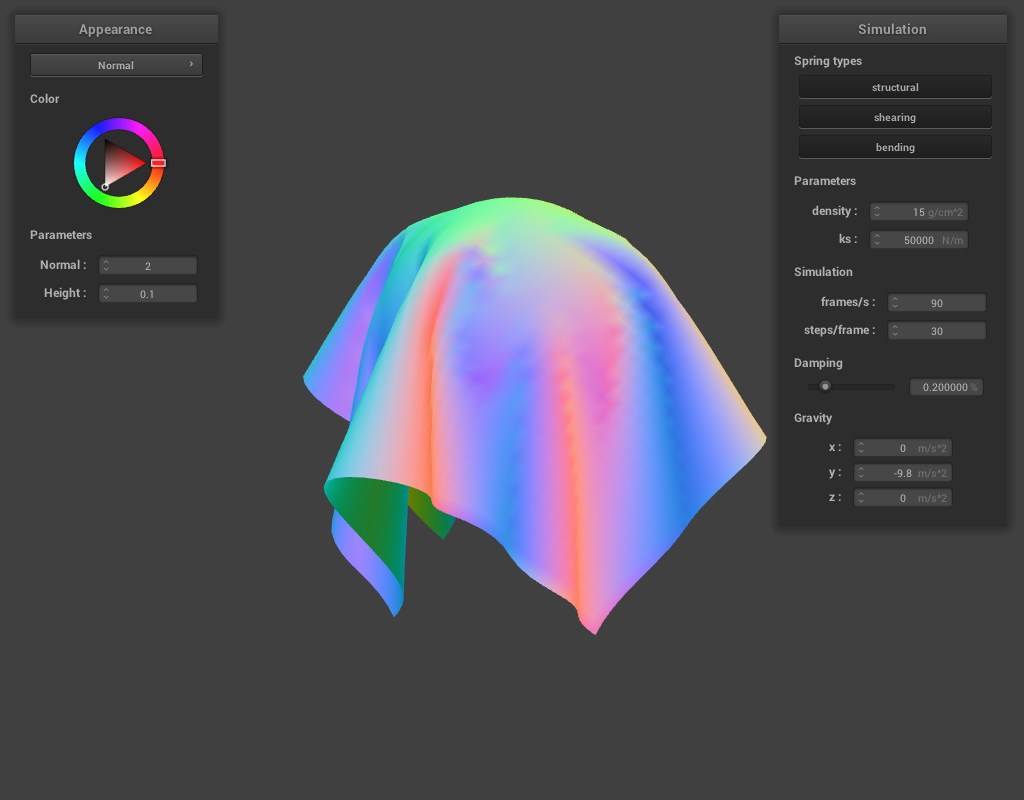 Appearance
Normal ›
Color
Parameters
Normal : 2
Height : 0.1
Simulation
Spring types
structural
shearing
bending
Parameters
density : 15 g/cm^2
ks : 50000 N/m
Simulation
frames/s : 90
steps/frame : 30
Damping
0.200000 %
Gravity
x : 0 m/s^2
y : -9.8 m/s^2
z : 0 m/s^2